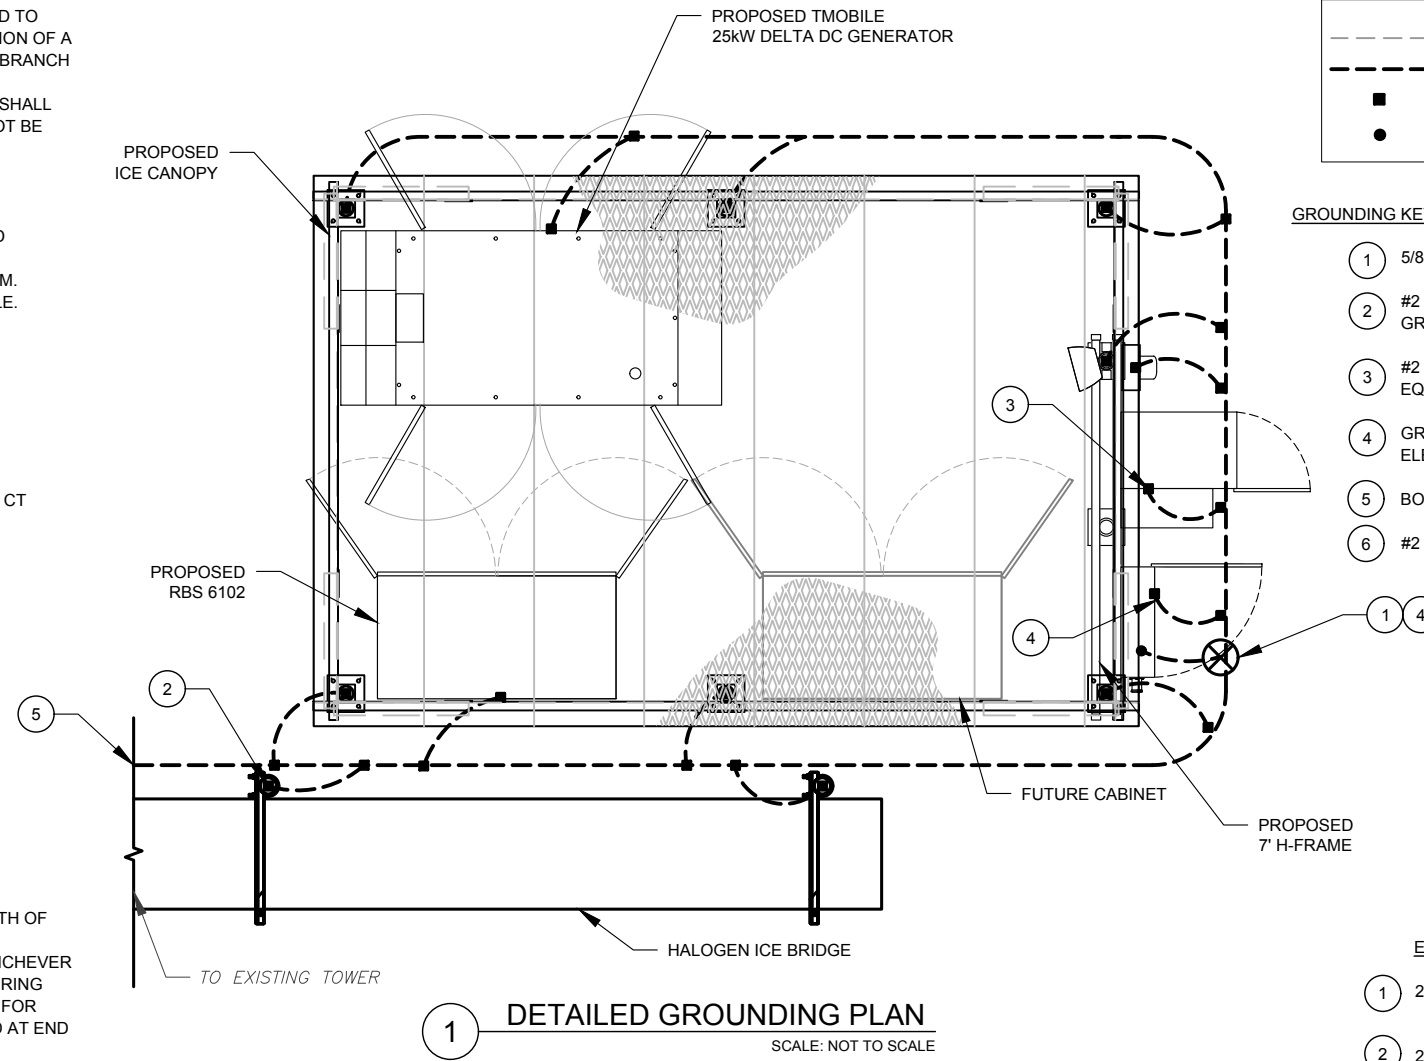 D TO
ION OF A
BRANCH
SHALL
OT BE
D
M.
LE.
CT
TH OF
ICHEVER
RING
FOR
D AT END
PROPOSED TMOBILE
25kW DELTA DC GENERATOR
PROPOSED
ICE CANOPY
PROPOSED
RBS 6102
2
5
3
4
1
4
FUTURE CABINET
PROPOSED
7' H-FRAME
HALOGEN ICE BRIDGE
TO EXISTING TOWER
1
DETAILED GROUNDING PLAN
SCALE: NOT TO SCALE
GROUNDING KE
1 5/8
2 #2
GR
3 #2
EQ
4 GR
ELE
5 BO
6 #2
E
1 2
2 2